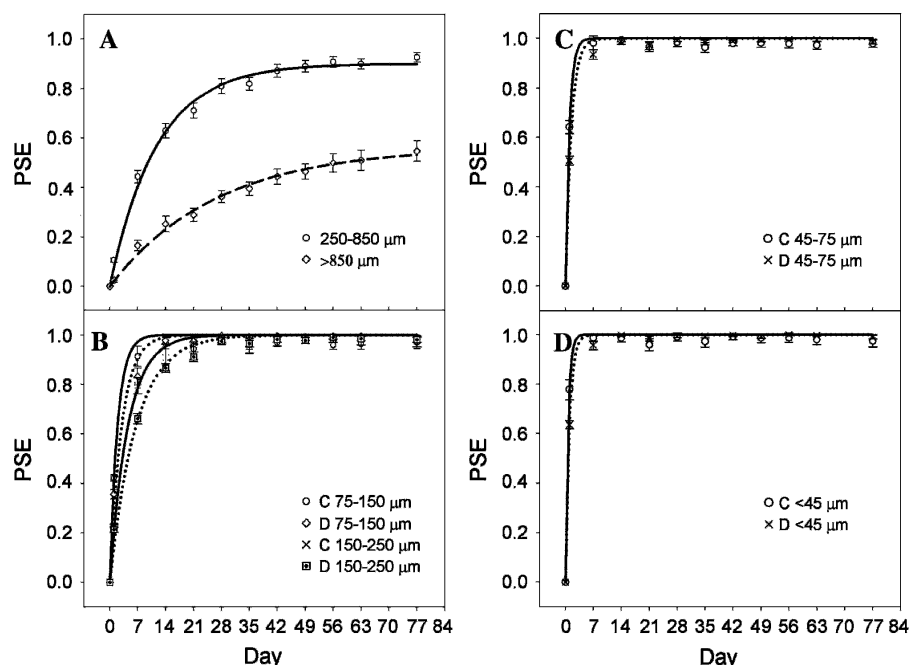 A
PSE
1.0
0.8
0.6
0.4
0.2
0.0
250-850 µm
>850 µm
B
PSE
1.0
0.8
0.6
0.4
0.2
0.0
C 75-150 µm
D 75-150 µm
C 150-250 µm
D 150-250 µm
0 7 14 21 28 35 42 49 56 63 70 77 84
Day
C
PSE
1.0
0.8
0.6
0.4
0.2
0.0
C 45-75 µm
D 45-75 µm
D
PSE
1.0
0.8
0.6
0.4
0.2
0.0
C <45 µm
D <45 µm
0 7 14 21 28 35 42 49 56 63 70 77 84
Day